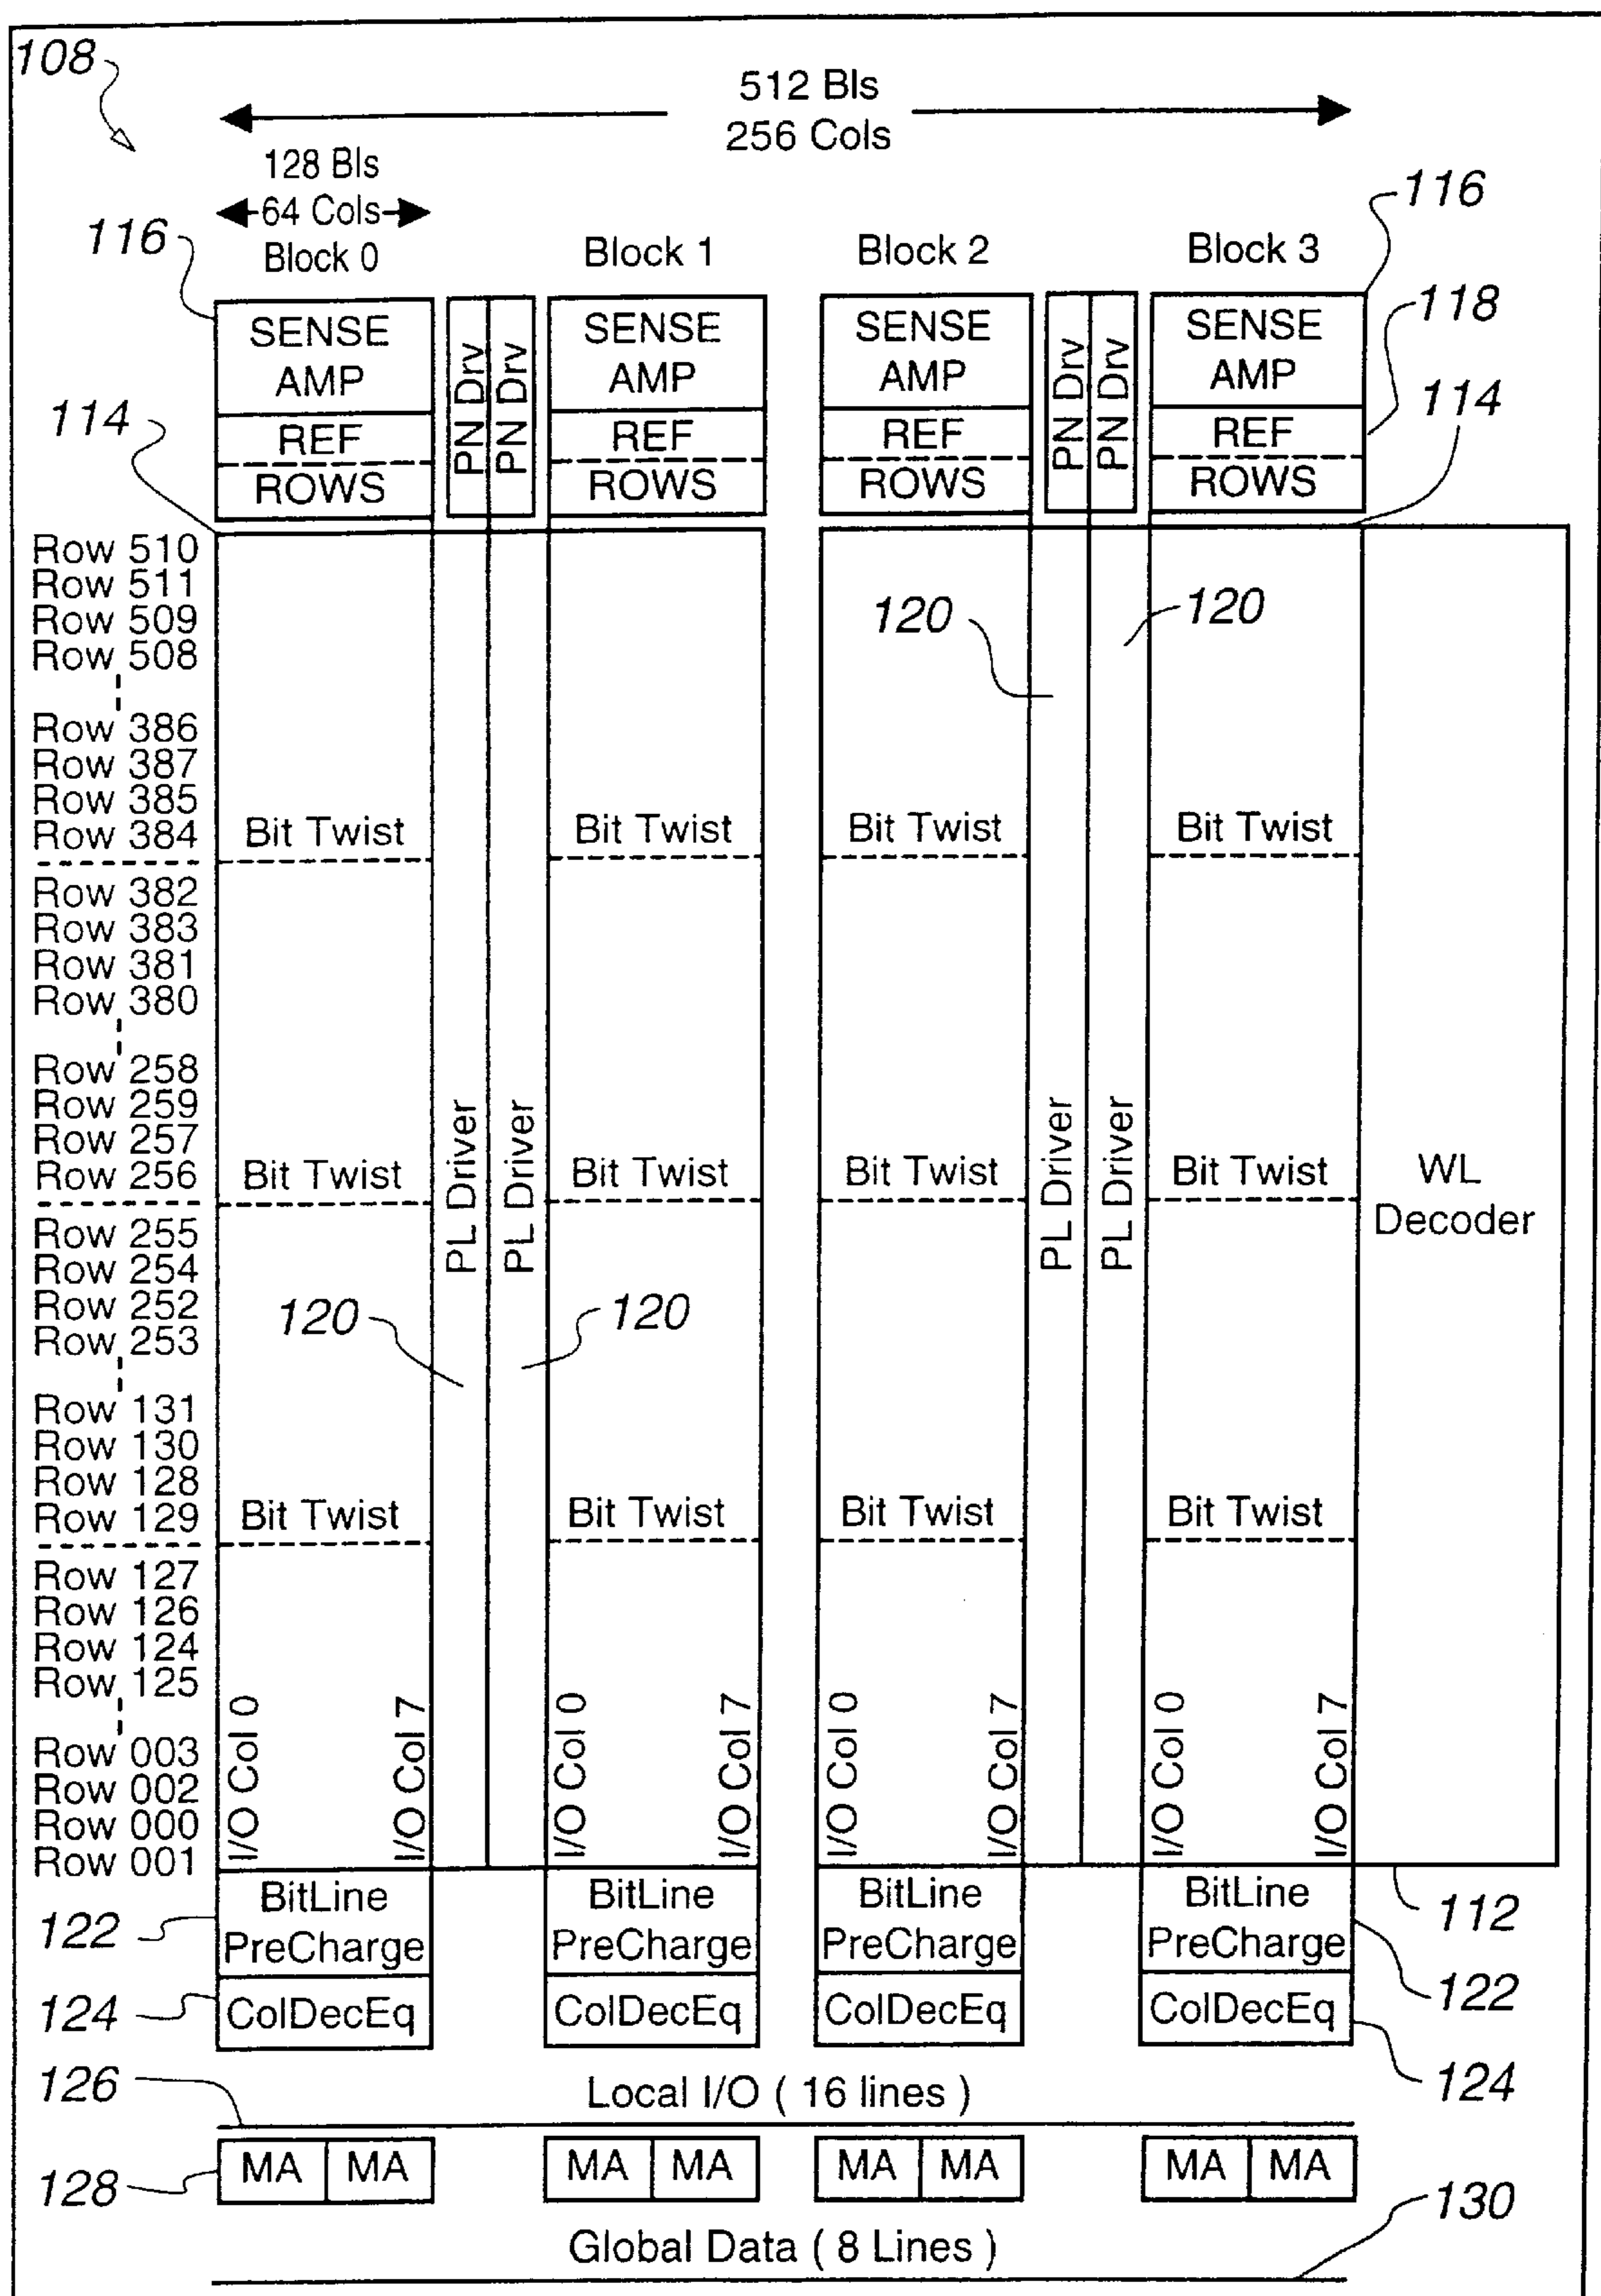 108
512 Bls
256 Cols
128 Bls
64 Cols
116
116
Block 0
Block 1
Block 2
Block 3
118
SENSE AMP
PN Drv
PN Drv
SENSE AMP
SENSE AMP
PN Drv
PN Drv
SENSE AMP
114
114
REF
REF
REF
REF
ROWS
ROWS
ROWS
ROWS
Row 510
Row 511
Row 509
Row 508
120
120
Row 386
Row 387
Row 385
Row 384
Bit Twist
Bit Twist
Bit Twist
Bit Twist
Row 382
Row 383
Row 381
Row 380
Row 258
Row 259
Row 257
Row 256
Bit Twist
Bit Twist
Bit Twist
Bit Twist
PL Driver
PL Driver
PL Driver
PL Driver
WL
Decoder
Row 255
Row 254
Row 252
Row 253
120
120
Row 131
Row 130
Row 128
Row 129
Bit Twist
Bit Twist
Bit Twist
Bit Twist
Row 127
Row 126
Row 124
Row 125
Row 003
Row 002
Row 000
Row 001
I/O Col 0
I/O Col 7
I/O Col 0
I/O Col 7
I/O Col 0
I/O Col 7
I/O Col 0
I/O Col 7
122
BitLine
PreCharge
BitLine
PreCharge
BitLine
PreCharge
BitLine
PreCharge
112
122
124
ColDecEq
ColDecEq
ColDecEq
ColDecEq
124
126
Local I/O ( 16 lines )
128
MA
MA
MA
MA
MA
MA
MA
MA
130
Global Data ( 8 Lines )